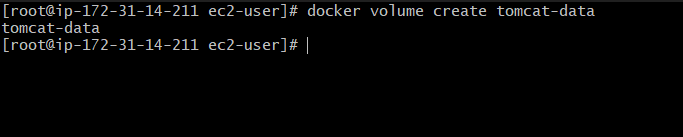 [root@ip-172-31-14-211 ec2-user]# docker volume create tomcat-data
tomcat-data
[root@ip-172-31-14-211 ec2-user]#